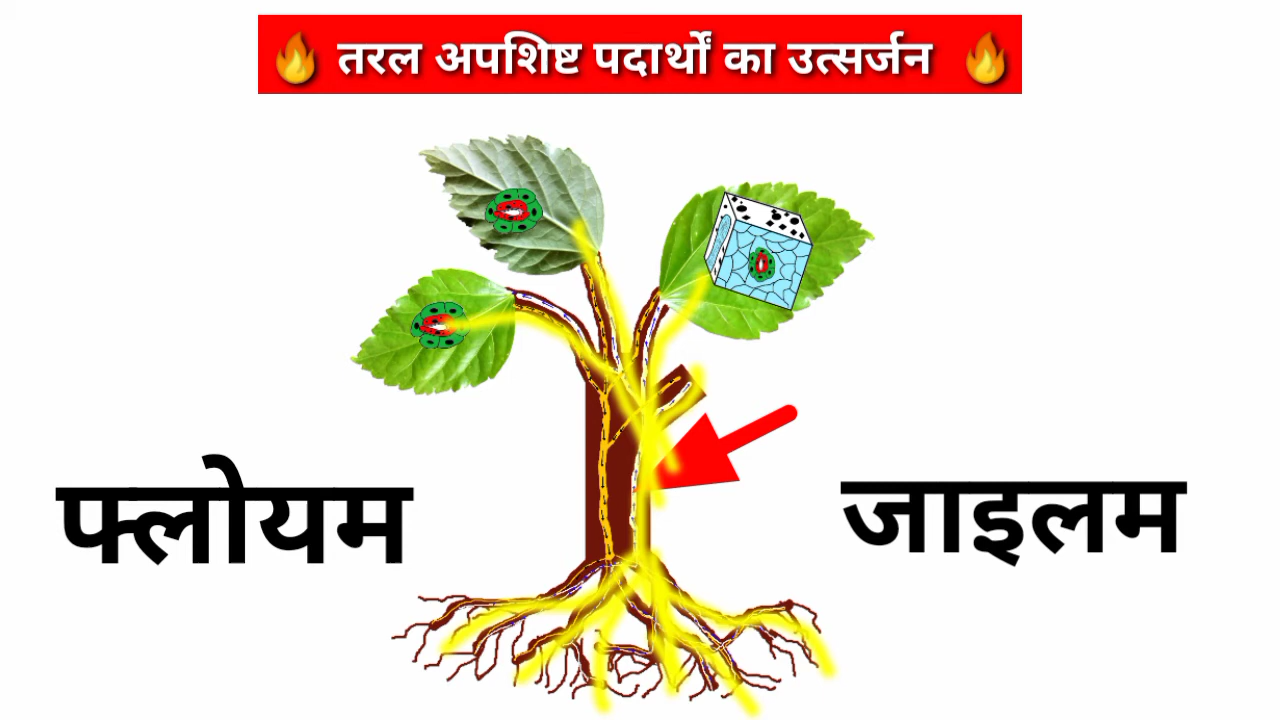 🔥 तरल अपशिष्ट पदार्थों का उत्सर्जन 🔥
फ्लोयम
जाइलम